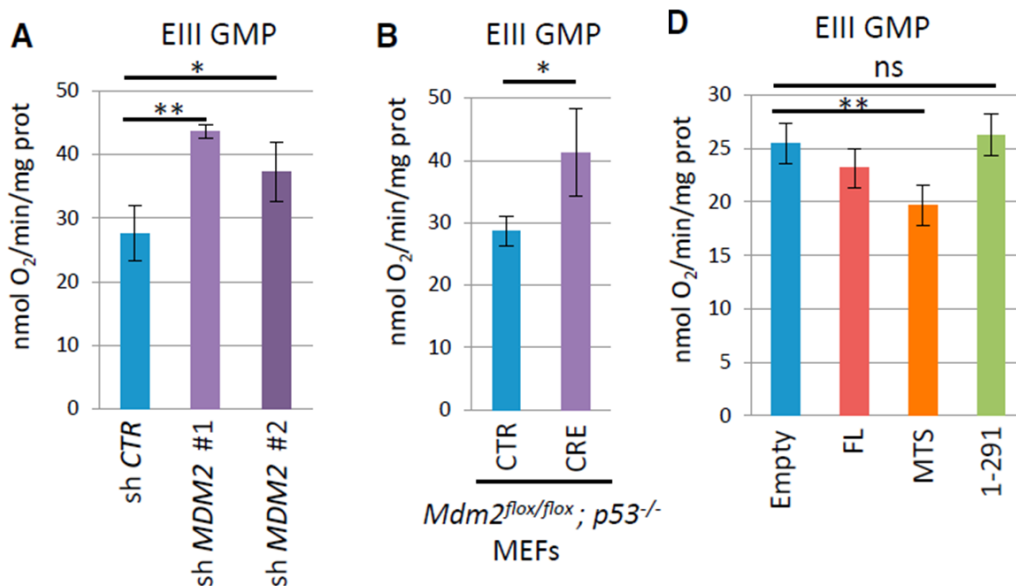 A
EIII GMP
*
**
nmol O₂/min/mg prot
50
40
30
20
10
0
sh CTR
sh MDM2 #1
sh MDM2 #2
B
EIII GMP
*
nmol O₂/min/mg prot
50
40
30
20
10
0
CTR
CRE
Mdm2^flox/flox ; p53^-/-
MEFs
D
EIII GMP
ns
**
nmol O₂/min/mg prot
30
25
20
15
10
5
0
Empty
FL
MTS
1-291